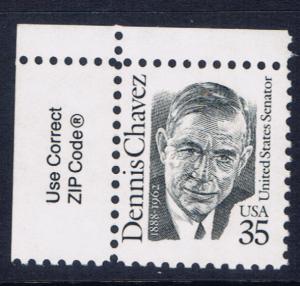 Use Correct
ZIP Code®
Dennis Chavez
1888-1962
United States Senator
USA
35